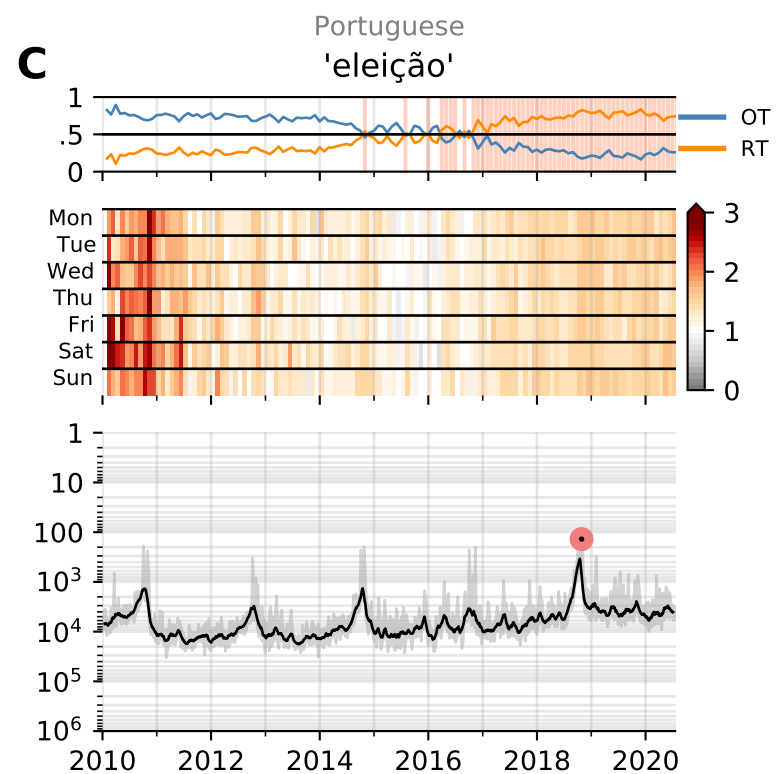 Portuguese
C
'eleição'
1
.5
0
OT
RT
Mon
Tue
Wed
Thu
Fri
Sat
Sun
3
2
1
0
1
10
100
10³
10⁴
10⁵
10⁶
2010 2012 2014 2016 2018 2020